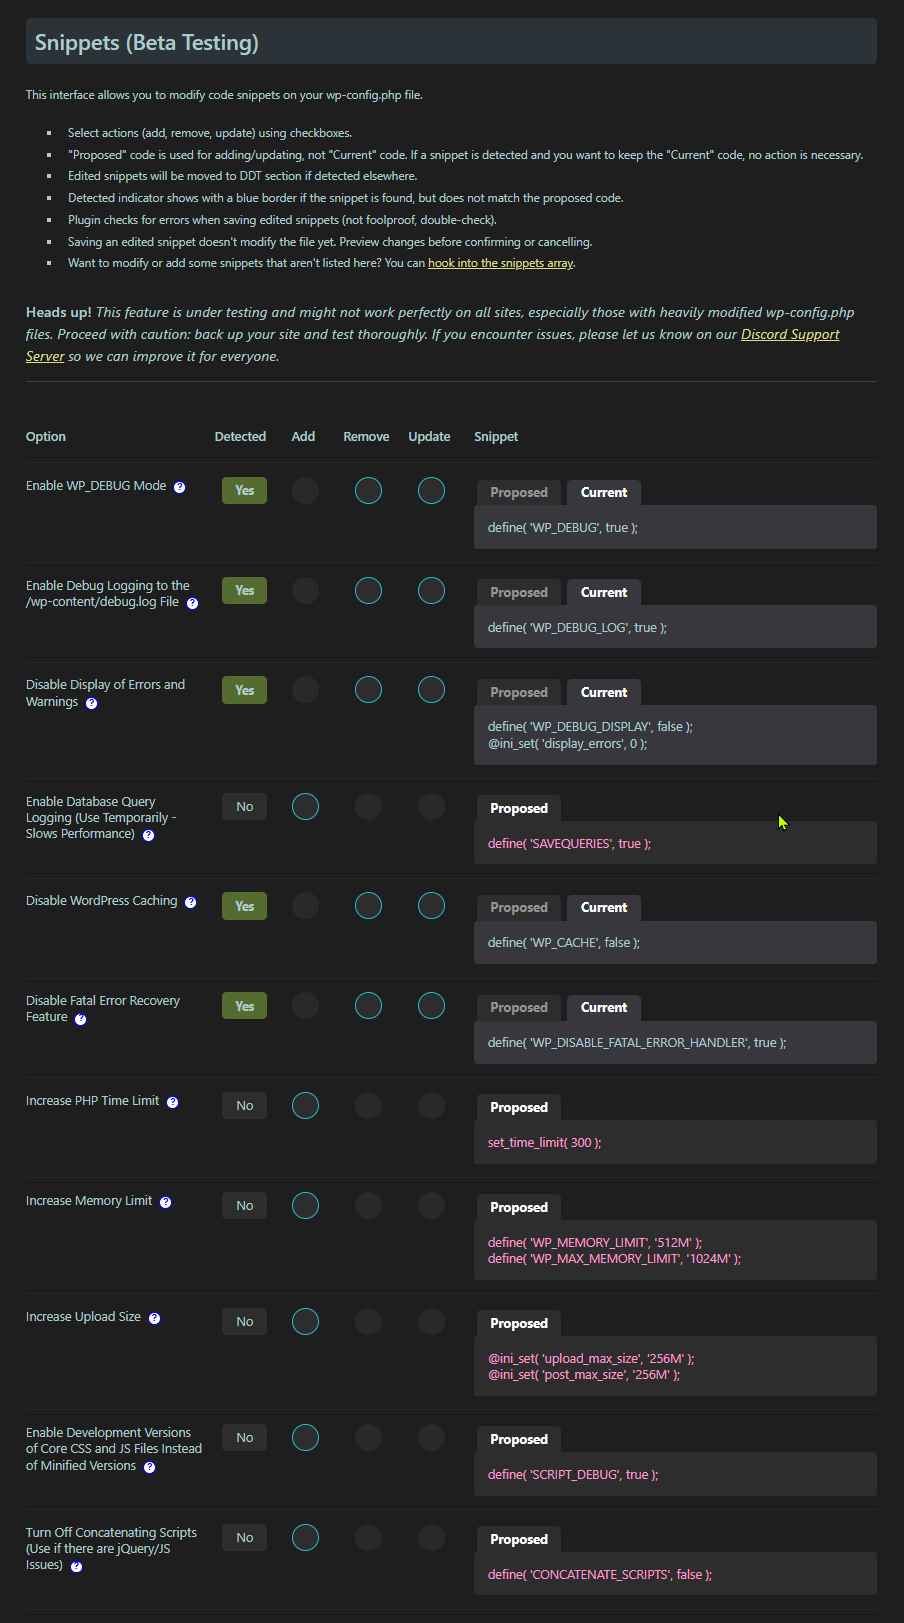 Snippets (Beta Testing)
This interface allows you to modify code snippets on your wp-config.php file.
Select actions (add, remove, update) using checkboxes.
"Proposed" code is used for adding/updating, not "Current" code. If a snippet is detected and you want to keep the "Current" code, no action is necessary.
Edited snippets will be moved to DDT section if detected elsewhere.
Detected indicator shows with a blue border if the snippet is found, but does not match the proposed code.
Plugin checks for errors when saving edited snippets (not foolproof, double-check).
Saving an edited snippet doesn't modify the file yet. Preview changes before confirming or cancelling.
Want to modify or add some snippets that aren't listed here? You can hook into the snippets array.
Heads up! This feature is under testing and might not work perfectly on all sites, especially those with heavily modified wp-config.php
files. Proceed with caution: back up your site and test thoroughly. If you encounter issues, please let us know on our Discord Support
Server so we can improve it for everyone.
Option Detected Add Remove Update Snippet
Enable WP_DEBUG Mode ? Yes Proposed Current
define( 'WP_DEBUG', true );
Enable Debug Logging to the
/wp-content/debug.log File ? Yes Proposed Current
define( 'WP_DEBUG_LOG', true );
Disable Display of Errors and
Warnings ? Yes Proposed Current
define( 'WP_DEBUG_DISPLAY', false );
@ini_set( 'display_errors', 0 );
Enable Database Query
Logging (Use Temporarily -
Slows Performance) ? No Proposed
define( 'SAVEQUERIES', true );
Disable WordPress Caching ? Yes Proposed Current
define( 'WP_CACHE', false );
Disable Fatal Error Recovery
Feature ? Yes Proposed Current
define( 'WP_DISABLE_FATAL_ERROR_HANDLER', true );
Increase PHP Time Limit ? No Proposed
set_time_limit( 300 );
Increase Memory Limit ? No Proposed
define( 'WP_MEMORY_LIMIT', '512M' );
define( 'WP_MAX_MEMORY_LIMIT', '1024M' );
Increase Upload Size ? No Proposed
@ini_set( 'upload_max_size', '256M' );
@ini_set( 'post_max_size', '256M' );
Enable Development Versions
of Core CSS and JS Files Instead
of Minified Versions ? No Proposed
define( 'SCRIPT_DEBUG', true );
Turn Off Concatenating Scripts
(Use if there are jQuery/JS
Issues) ? No Proposed
define( 'CONCATENATE_SCRIPTS', false );